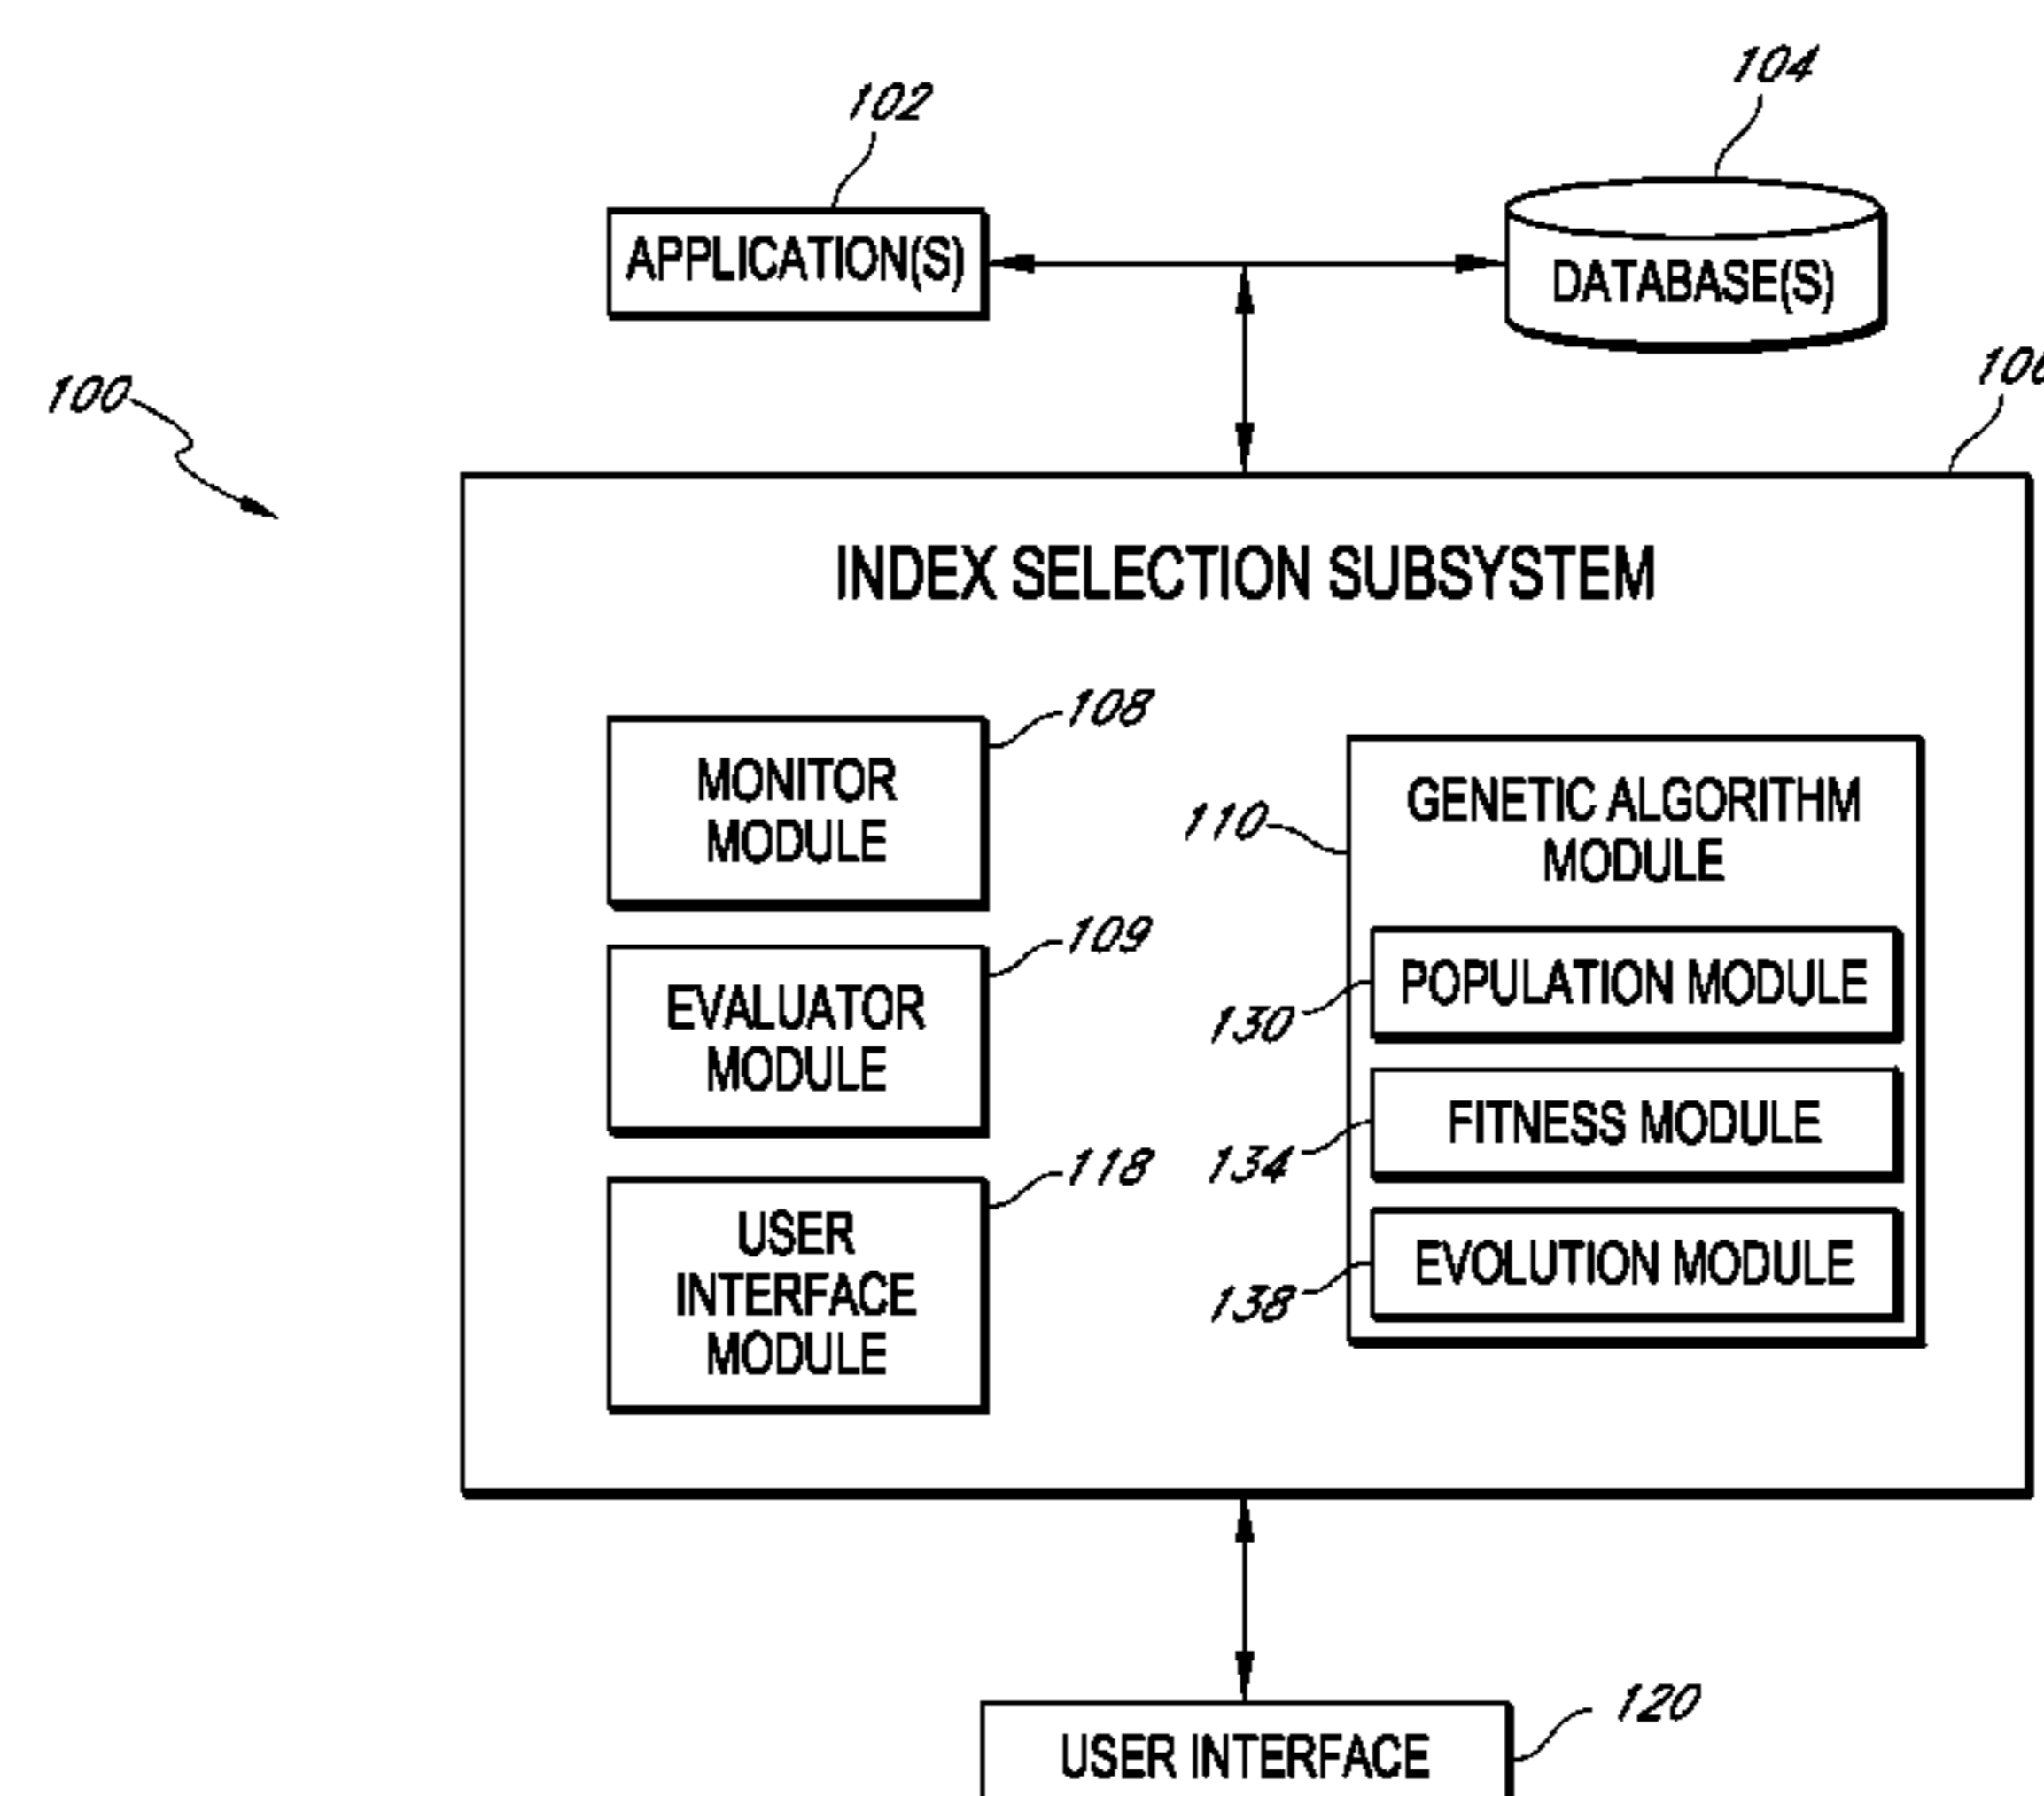 104
102
APPLICATION(S)
DATABASE(S)
100
INDEX SELECTION SUBSYSTEM
108
MONITOR
MODULE
110
GENETIC ALGORITHM
MODULE
109
EVALUATOR
MODULE
130
POPULATION MODULE
134
FITNESS MODULE
118
USER
INTERFACE
MODULE
138
EVOLUTION MODULE
120
USER INTERFACE